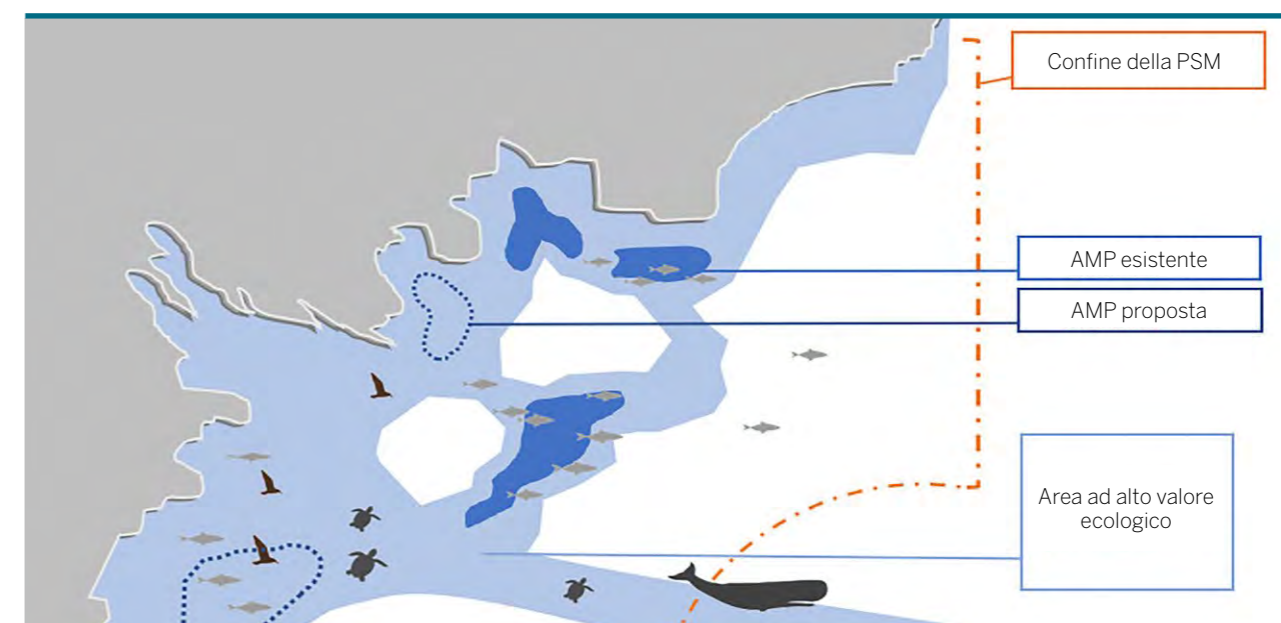 Confine della PSM
AMP esistente
AMP proposta
Area ad alto valore
ecologico